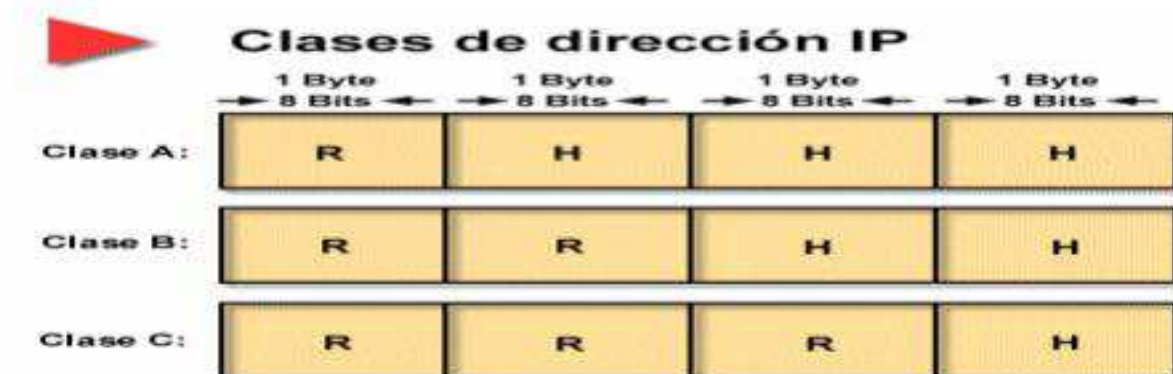 Clases de dirección IP
1 Byte 1 Byte 1 Byte 1 Byte
8 Bits 8 Bits 8 Bits 8 Bits
Clase A: R H H H
Clase B: R R H H
Clase C: R R R H